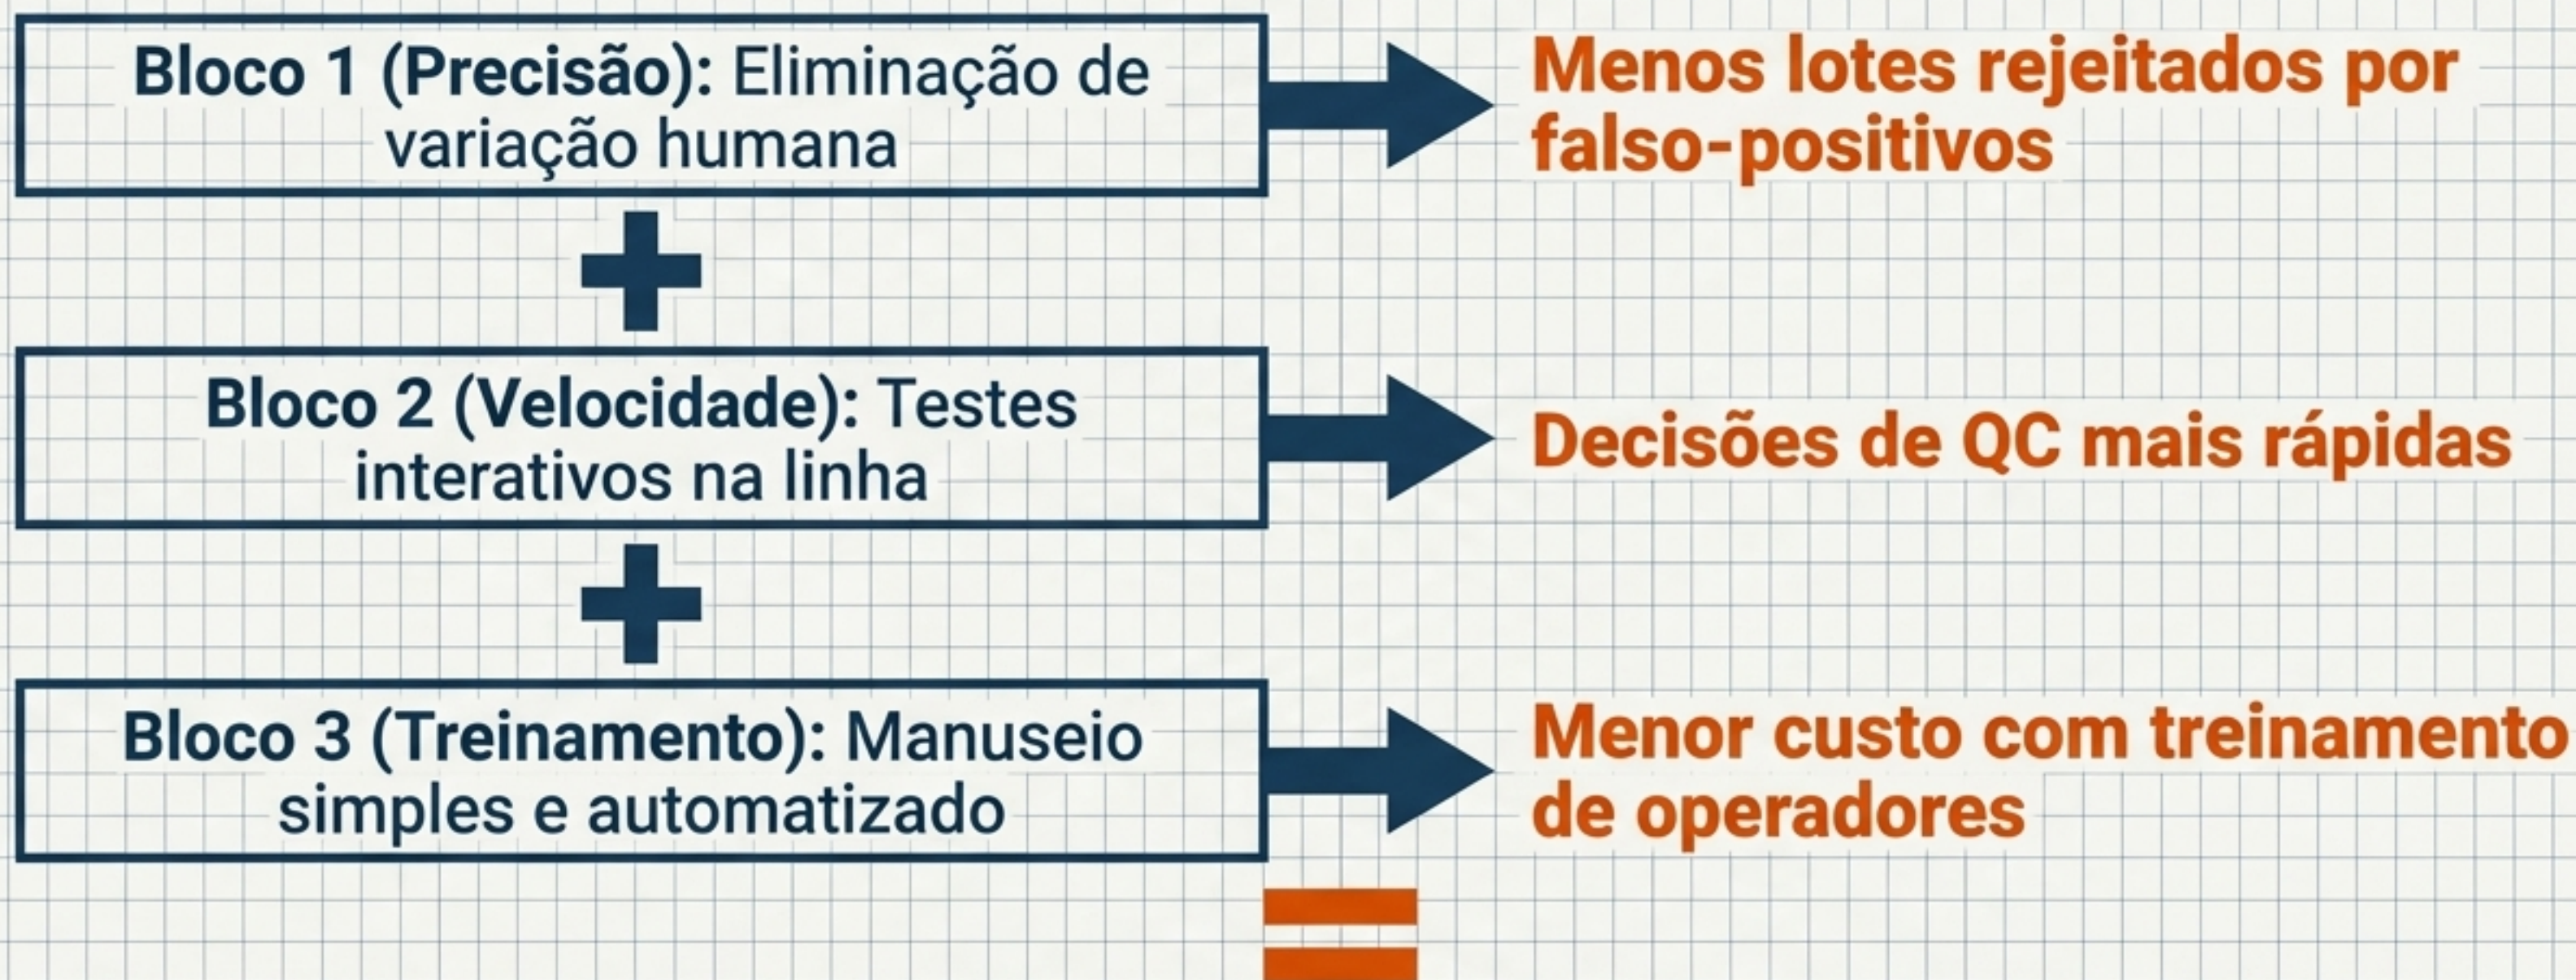 Bloco 1 (Precisão): Eliminação de
variação humana
Menos lotes rejeitados por
falso-positivos
Bloco 2 (Velocidade): Testes
interativos na linha
Decisões de QC mais rápidas
Bloco 3 (Treinamento): Manuseio
simples e automatizado
Menor custo com treinamento
de operadores